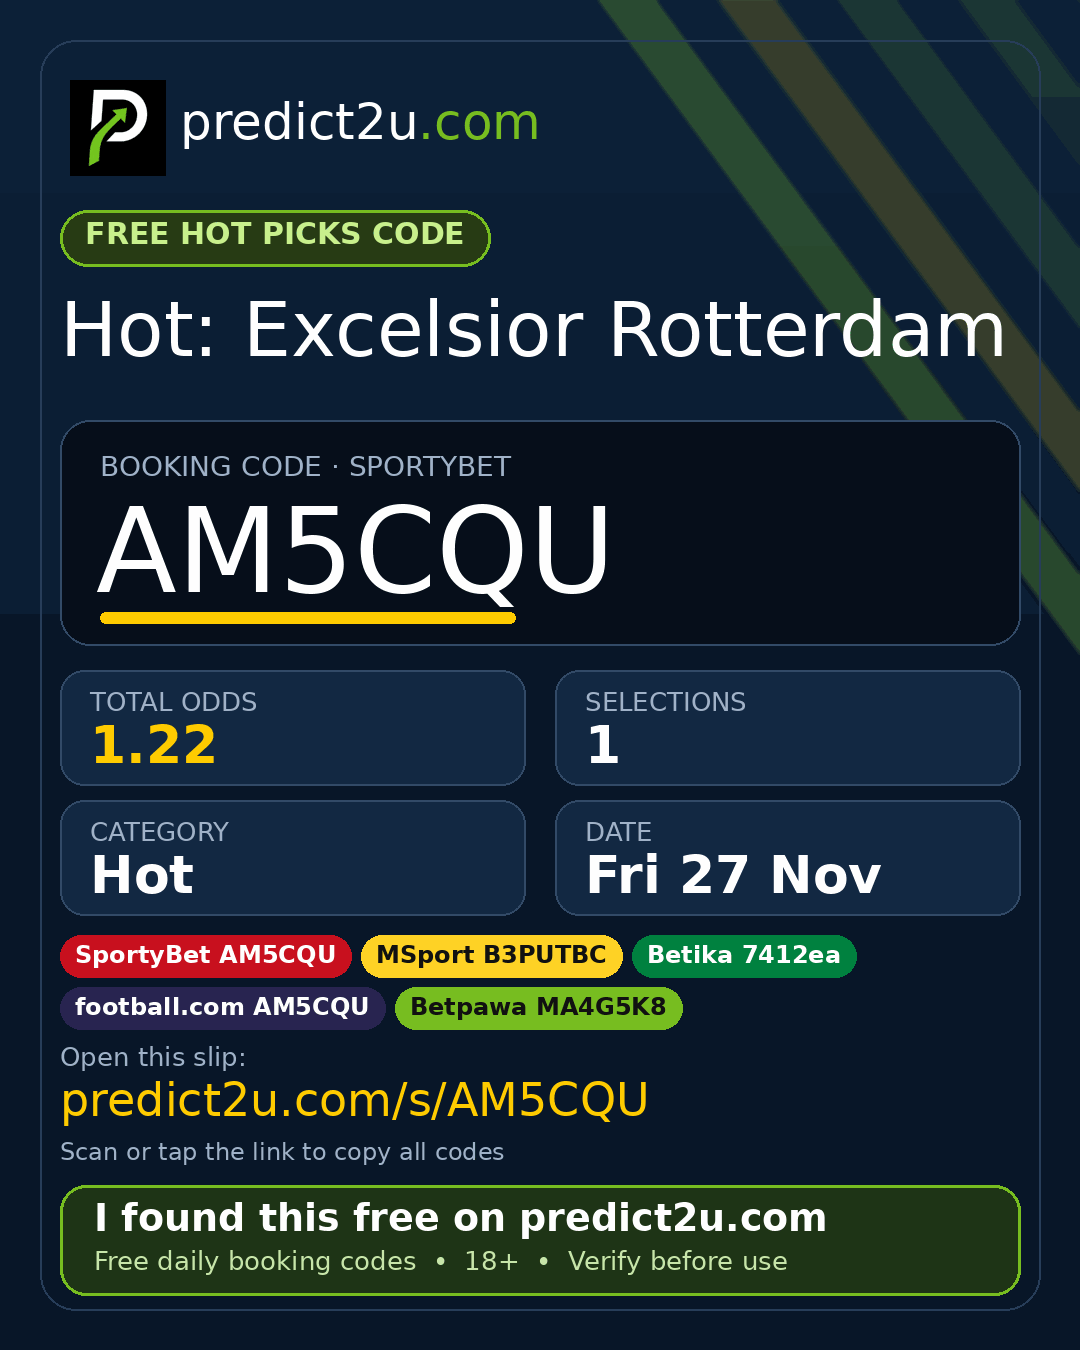 predict2u.com
FREE HOT PICKS CODE
Hot: Excelsior Rotterdam
BOOKING CODE · SPORTYBET
AM5CQU
TOTAL ODDS
1.22
SELECTIONS
1
CATEGORY
Hot
DATE
Fri 27 Nov
SportyBet AM5CQU
MSport B3PUTBC
Betika 7412ea
football.com AM5CQU
Betpawa MA4G5K8
Open this slip:
predict2u.com/s/AM5CQU
Scan or tap the link to copy all codes
I found this free on predict2u.com
Free daily booking codes • 18+ • Verify before use